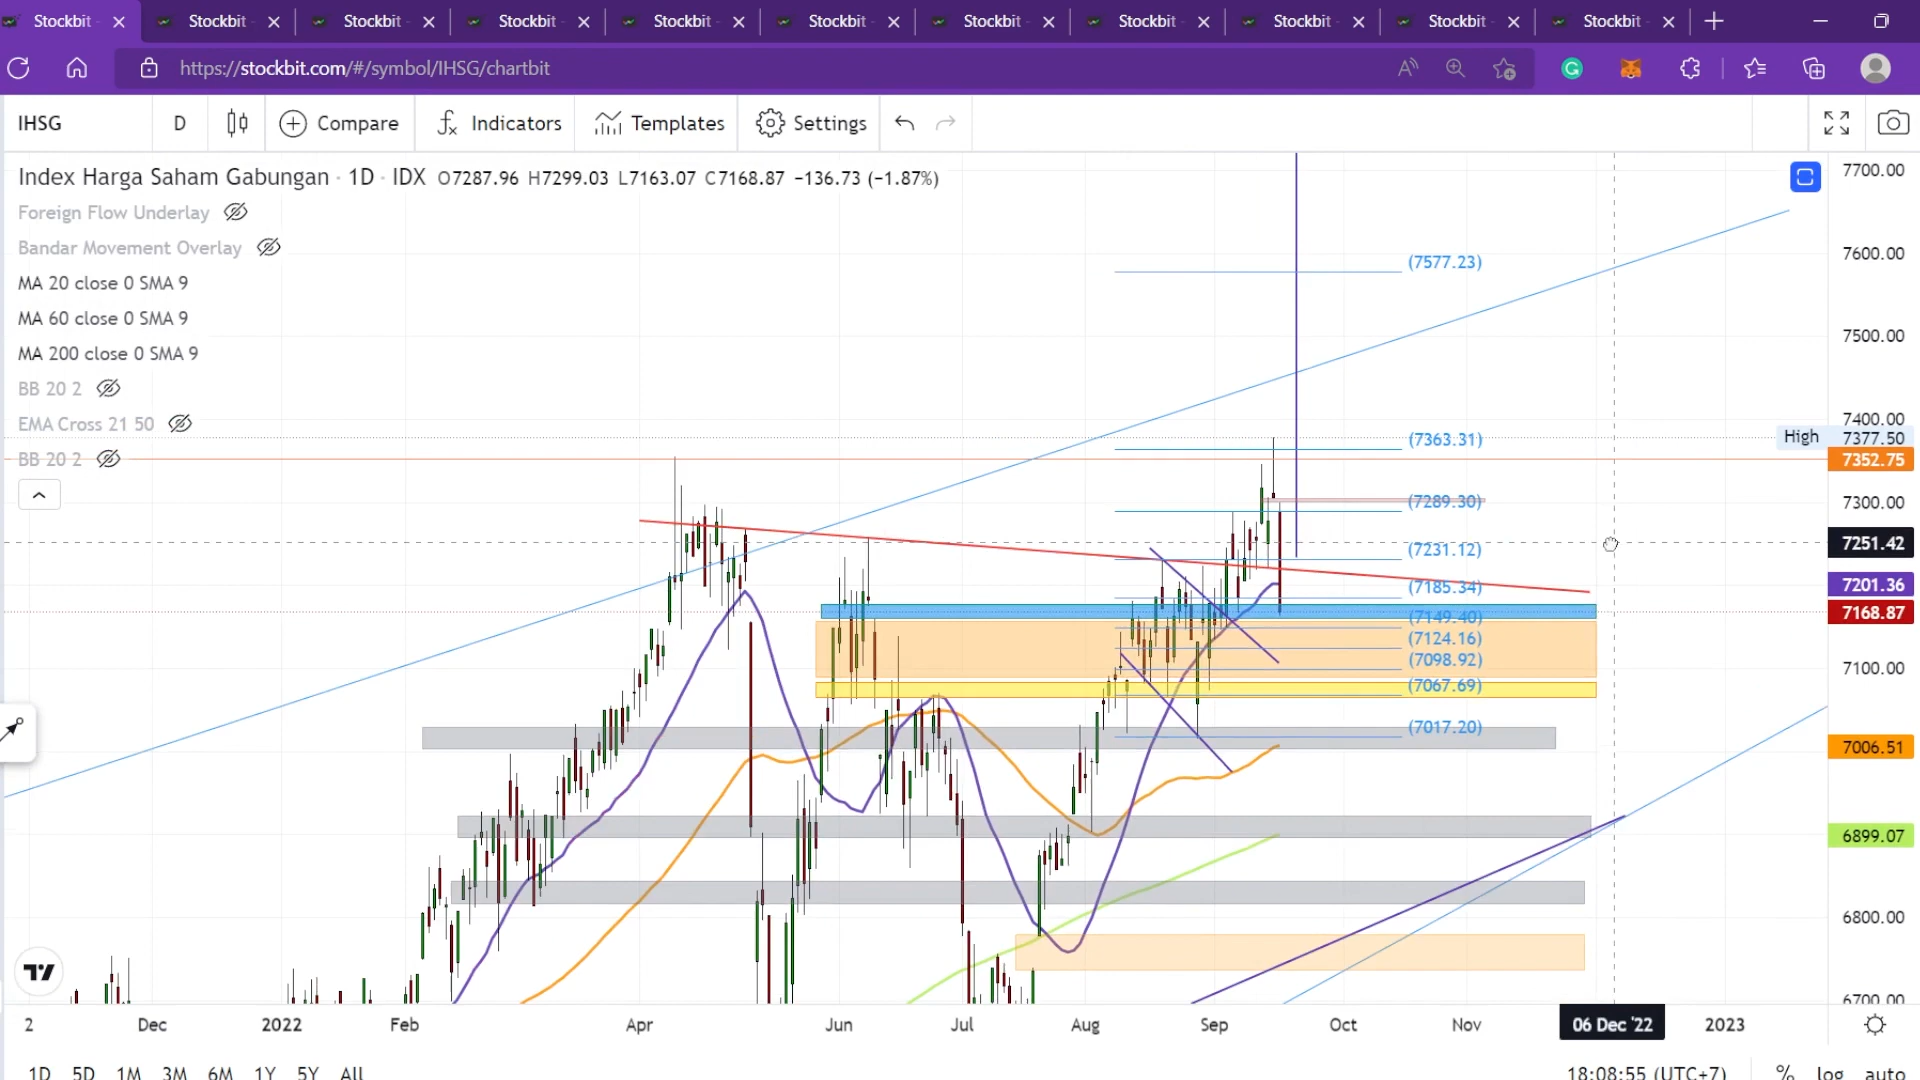 Stockbit Stockbit Stockbit Stockbit Stockbit Stockbit Stockbit Stockbit Stockbit Stockbit Stockbit
https://stockbit.com/#/symbol/IHSG/chartbit
IHSG D Compare Indicators Templates Settings
Index Harga Saham Gabungan · 1D · IDX O7287.96 H7299.03 L7163.07 C7168.87 −136.73 (−1.87%)
Foreign Flow Underlay
Bandar Movement Overlay
MA 20 close 0 SMA 9
MA 60 close 0 SMA 9
MA 200 close 0 SMA 9
BB 20 2
EMA Cross 21 50
BB 20 2
(7577.23)
(7363.31)
(7289.30)
(7231.12)
(7185.34)
(7149.40)
(7124.16)
(7098.92)
(7067.69)
(7017.20)
7700.00
7600.00
7500.00
7400.00
High 7377.50
7352.75
7300.00
7251.42
7201.36
7168.87
7100.00
7006.51
6899.07
6800.00
6700.00
2 Dec 2022 Feb Apr Jun Jul Aug Sep Oct Nov 06 Dec '22 2023
1D 5D 1M 3M 6M 1Y 5Y All 18:08:55 (UTC+7) % log auto